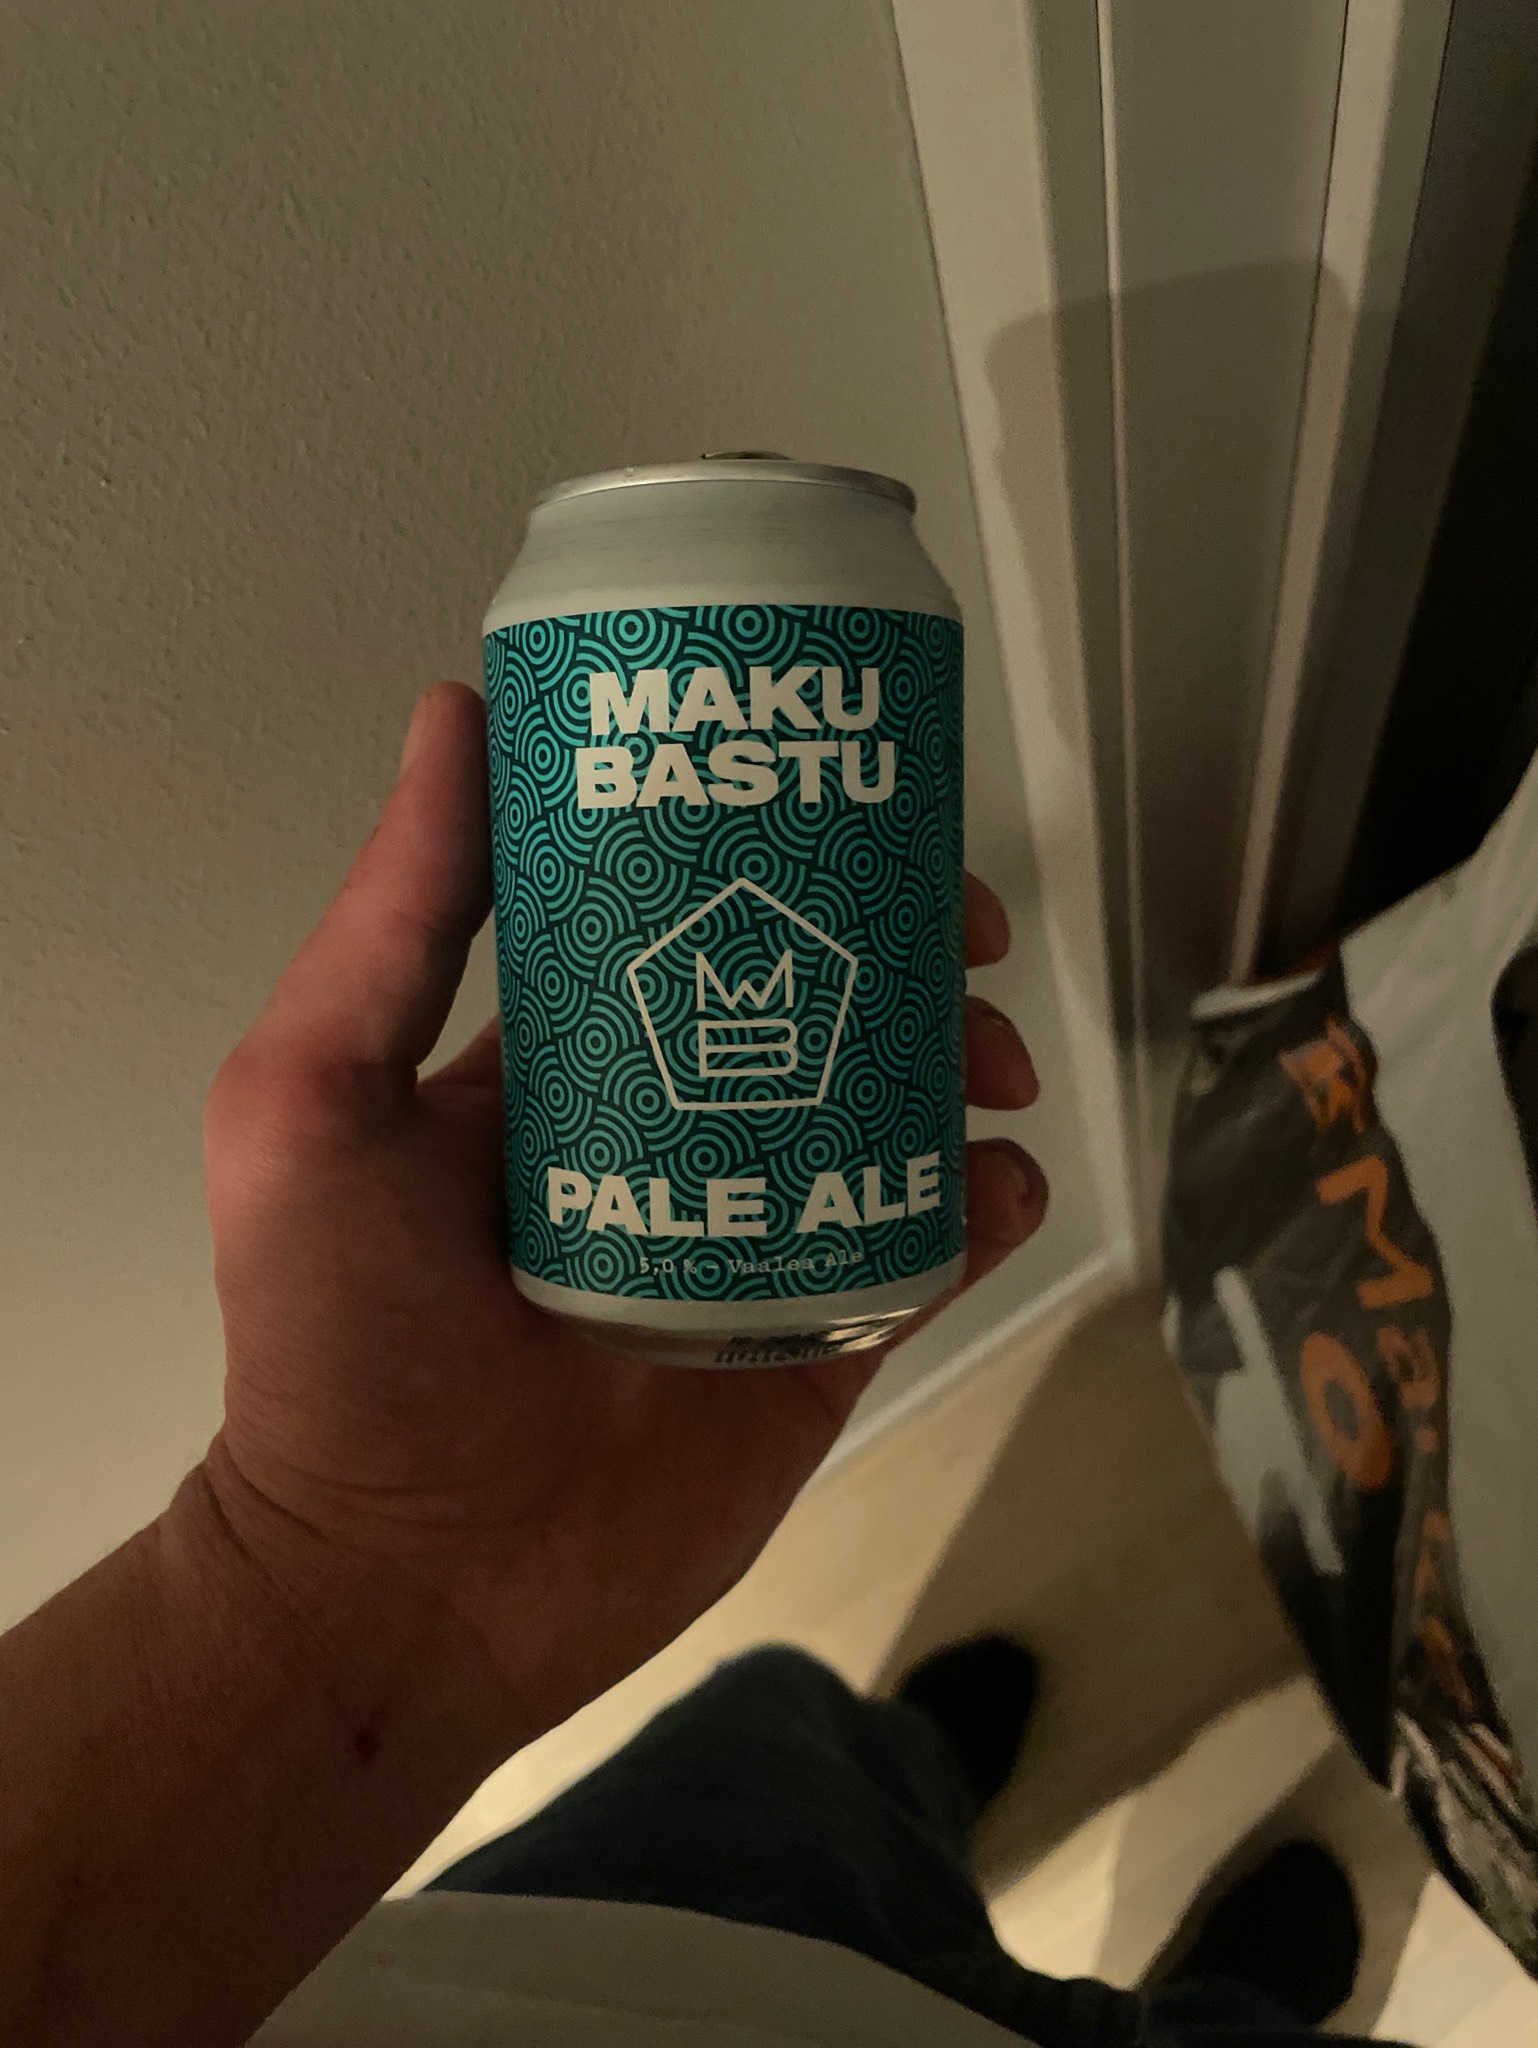 MAKU
BASTU
M
B
PALE ALE
5,0 % - Vaalea Ale